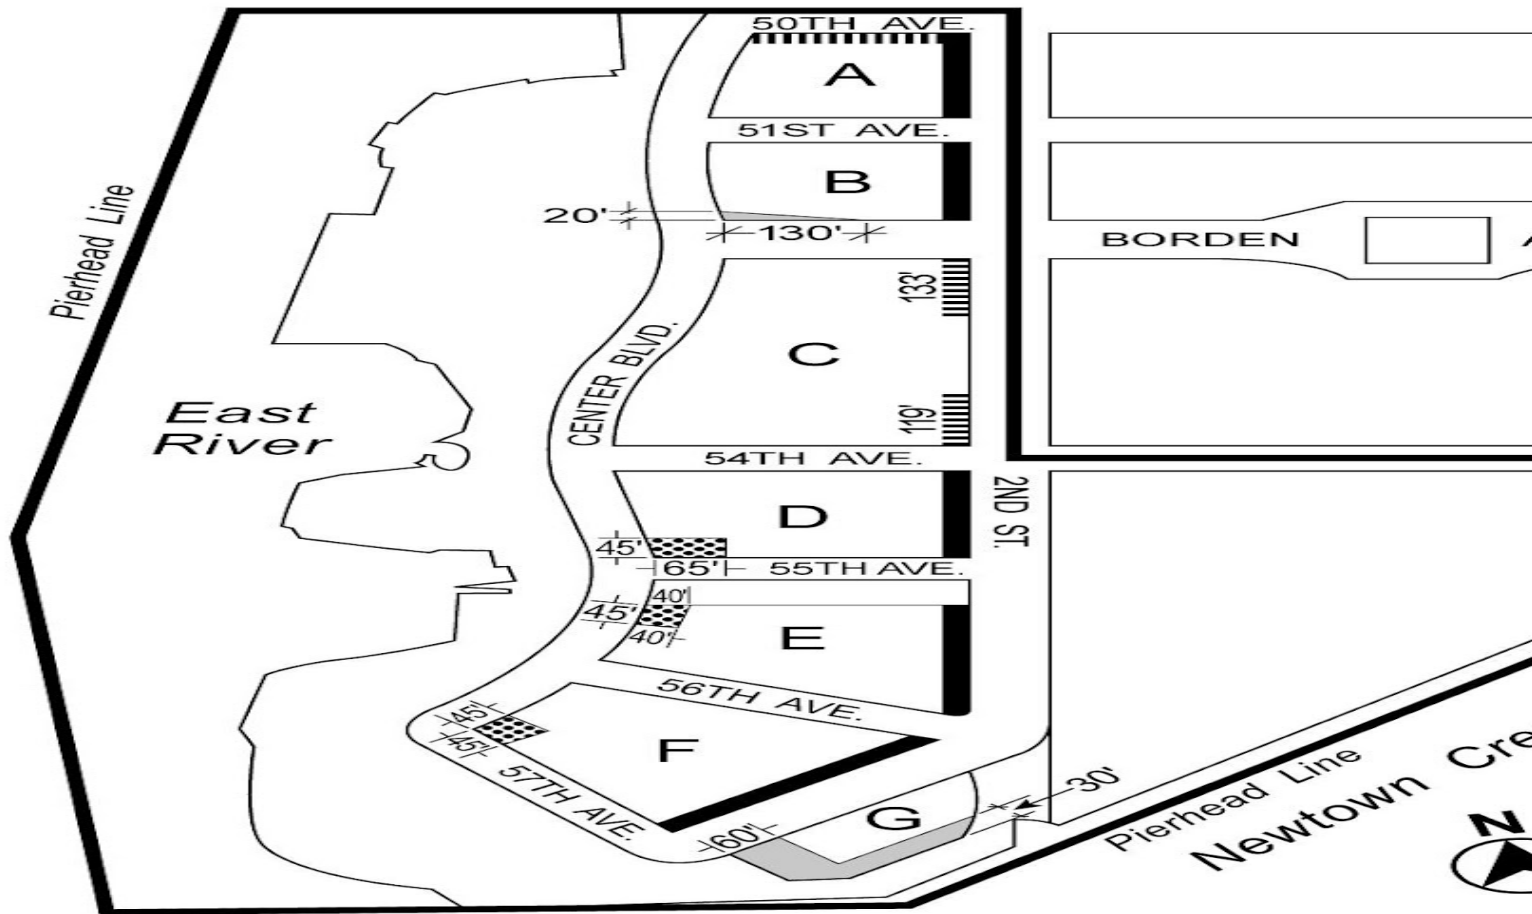 50TH AVE.
A
51ST AVE.
B
20'
130'
BORDEN
Pierhead Line
133'
C
CENTER BLVD.
East
River
119'
54TH AVE.
2ND ST.
D
45'
65'
55TH AVE.
40'
45'
40'
E
56TH AVE.
45'
45'
F
57TH AVE.
G
60'
30'
Pierhead Line
Newtown Cre
N